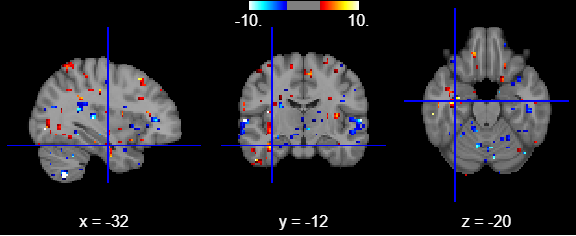 -10. 10.
x = -32 y = -12 z = -20